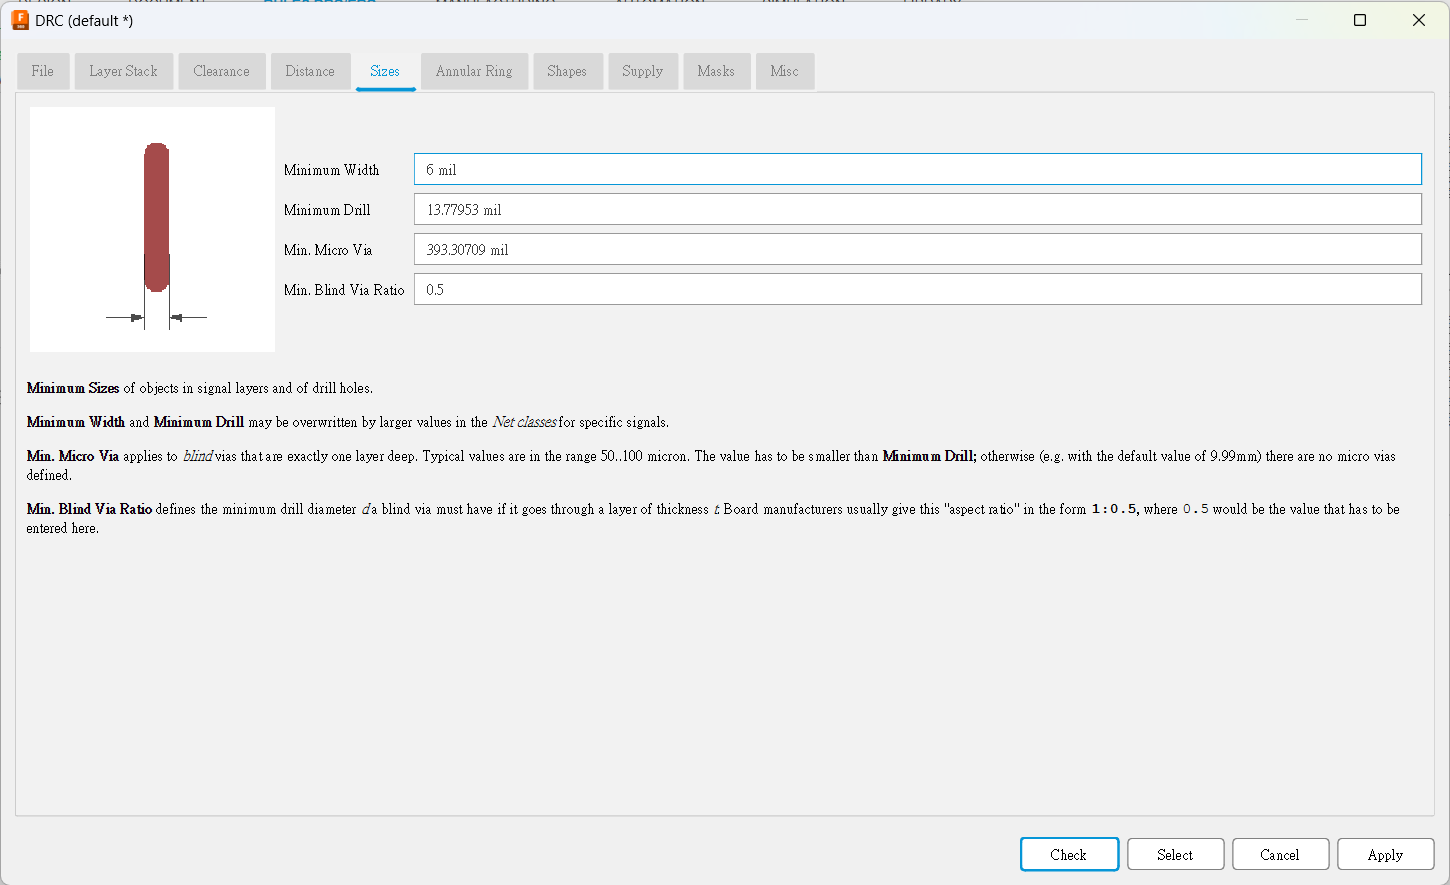 DRC (default *)
File Layer Stack Clearance Distance Sizes Annular Ring Shapes Supply Masks Misc
Minimum Width 6 mil
Minimum Drill 13.77953 mil
Min. Micro Via 393.30709 mil
Min. Blind Via Ratio 0.5
Minimum Sizes of objects in signal layers and of drill holes.
Minimum Width and Minimum Drill may be overwritten by larger values in the Net classes for specific signals.
Min. Micro Via applies to blind vias that are exactly one layer deep. Typical values are in the range 50..100 micron. The value has to be smaller than Minimum Drill; otherwise (e.g. with the default value of 9.99mm) there are no micro vias
defined.
Min. Blind Via Ratio defines the minimum drill diameter d a blind via must have if it goes through a layer of thickness t. Board manufacturers usually give this "aspect ratio" in the form 1:0.5, where 0.5 would be the value that has to be
entered here.
Check Select Cancel Apply